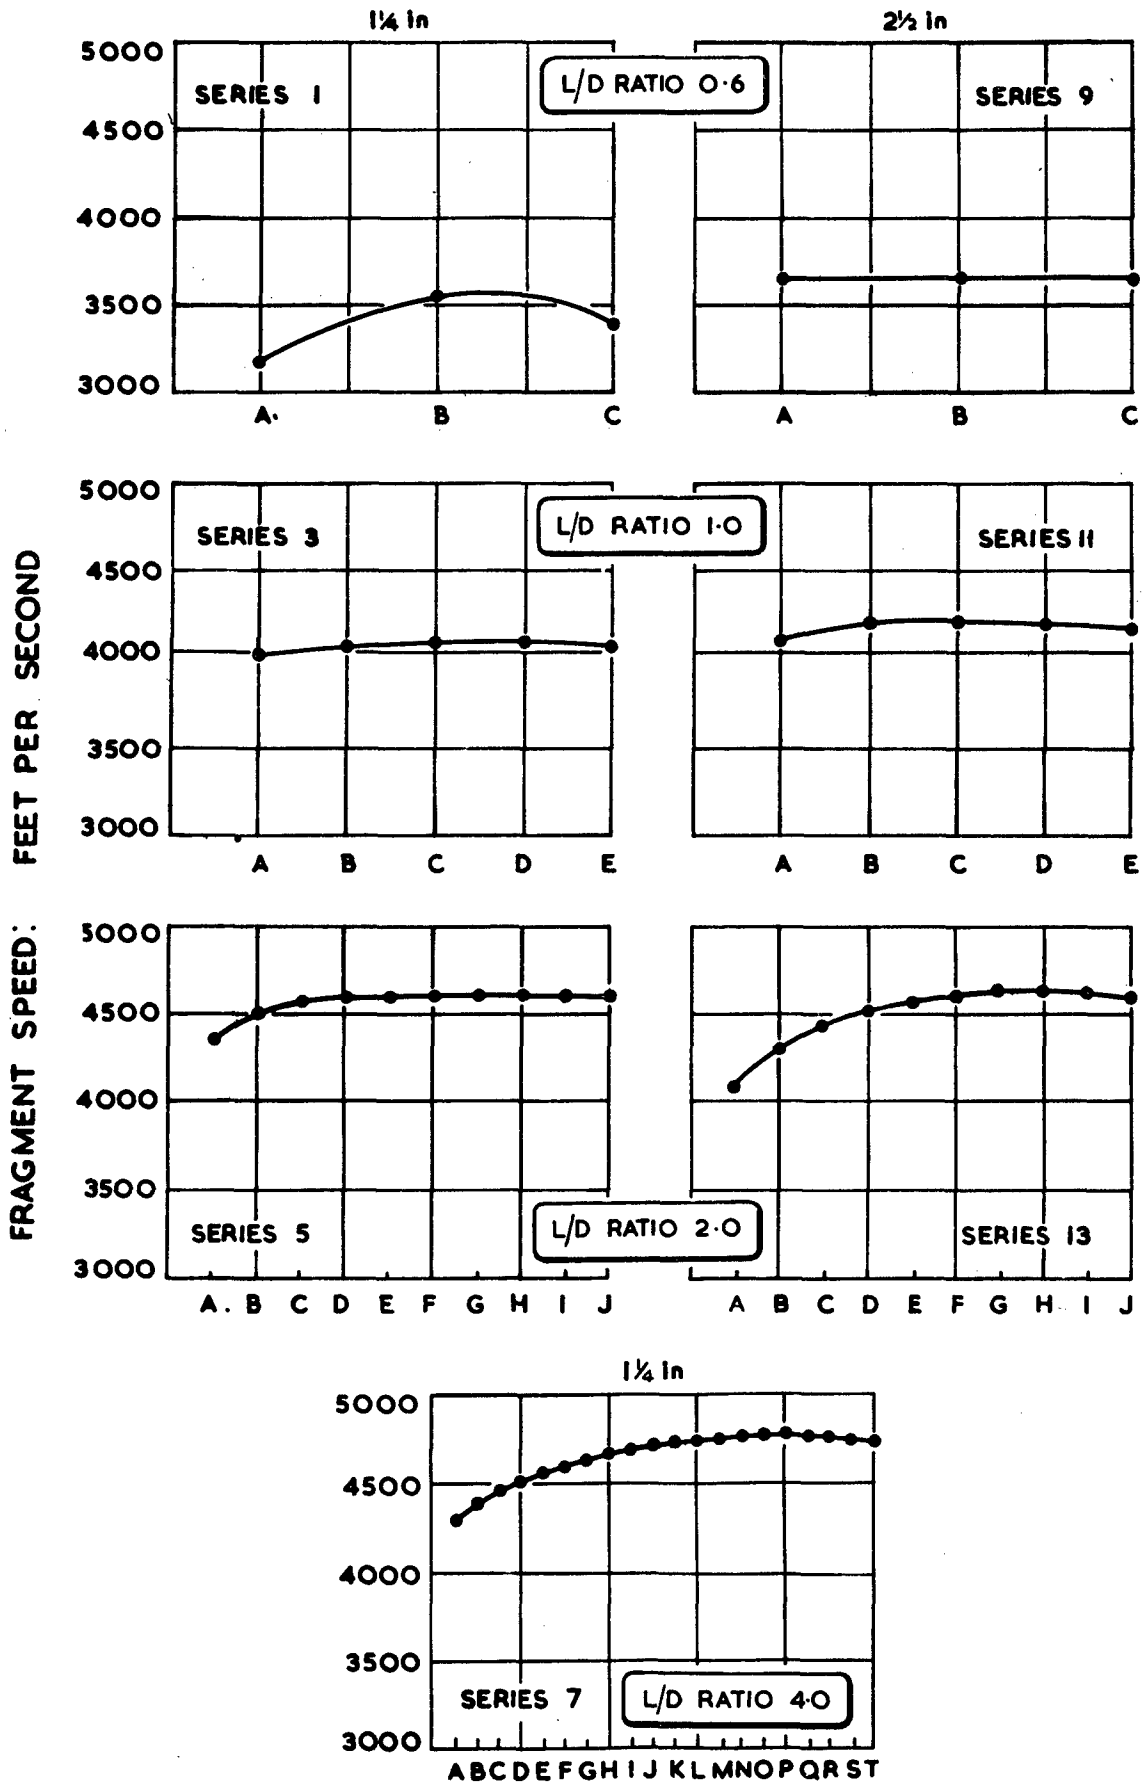 1¼ in
2½ in
5000
4500
4000
3500
3000
SERIES 1
L/D RATIO 0·6
SERIES 9
A. B C
A B C
5000
4500
4000
3500
3000
SERIES 3
L/D RATIO 1·0
SERIES 11
A B C D E
A B C D E
FRAGMENT SPEED: FEET PER SECOND
5000
4500
4000
3500
3000
SERIES 5
L/D RATIO 2·0
SERIES 13
A. B C D E F G H I J
A B C D E F G H I J
1¼ in
5000
4500
4000
3500
3000
SERIES 7
L/D RATIO 4·0
A B C D E F G H I J K L M N O P Q R S T